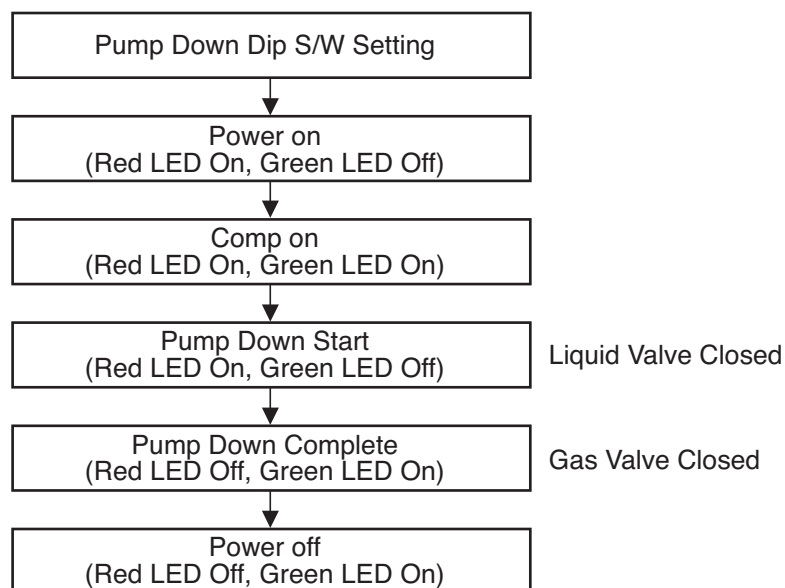 Pump Down Dip S/W Setting
Power on
(Red LED On, Green LED Off)
Comp on
(Red LED On, Green LED On)
Pump Down Start
(Red LED On, Green LED Off)
Liquid Valve Closed
Pump Down Complete
(Red LED Off, Green LED On)
Gas Valve Closed
Power off
(Red LED Off, Green LED On)